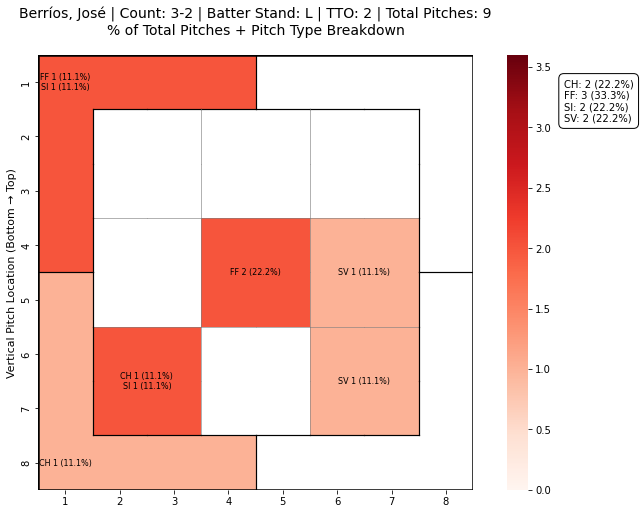 Berríos, José | Count: 3-2 | Batter Stand: L | TTO: 2 | Total Pitches: 9
% of Total Pitches + Pitch Type Breakdown
FF 1 (11.1%)
SI 1 (11.1%)
FF 2 (22.2%)
SV 1 (11.1%)
CH 1 (11.1%)
SI 1 (11.1%)
SV 1 (11.1%)
CH 1 (11.1%)
Vertical Pitch Location (Bottom → Top)
1
2
3
4
5
6
7
8
1 2 3 4 5 6 7 8
3.5
3.0
2.5
2.0
1.5
1.0
0.5
0.0
CH: 2 (22.2%)
FF: 3 (33.3%)
SI: 2 (22.2%)
SV: 2 (22.2%)